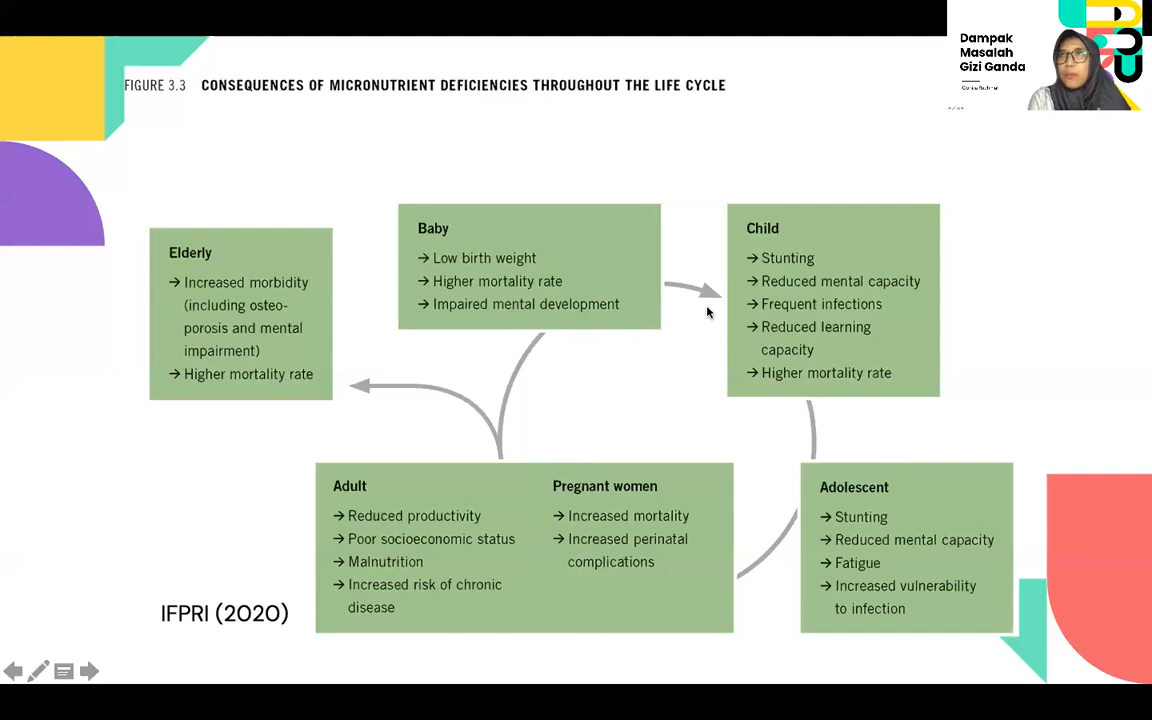 Dampak
Masalah
Gizi Ganda
FIGURE 3.3 CONSEQUENCES OF MICRONUTRIENT DEFICIENCIES THROUGHOUT THE LIFE CYCLE
Elderly
→ Increased morbidity
(including osteo-
porosis and mental
impairment)
→ Higher mortality rate
Baby
→ Low birth weight
→ Higher mortality rate
→ Impaired mental development
Child
→ Stunting
→ Reduced mental capacity
→ Frequent infections
→ Reduced learning
capacity
→ Higher mortality rate
Adult
→ Reduced productivity
→ Poor socioeconomic status
→ Malnutrition
→ Increased risk of chronic
disease
Pregnant women
→ Increased mortality
→ Increased perinatal
complications
Adolescent
→ Stunting
→ Reduced mental capacity
→ Fatigue
→ Increased vulnerability
to infection
IFPRI (2020)